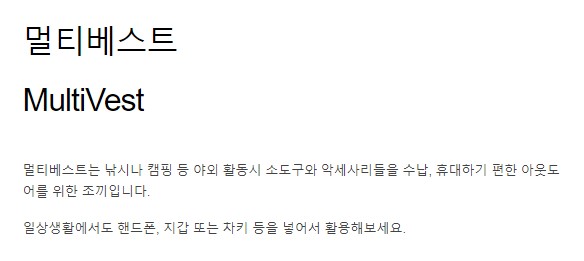 멀티베스트
MultiVest
멀티베스트는 낚시나 캠핑 등 야외 활동시 소도구와 악세사리들을 수납, 휴대하기 편한 아웃도
어를 위한 조끼입니다.
일상생활에서도 핸드폰, 지갑 또는 차키 등을 넣어서 활용해보세요.